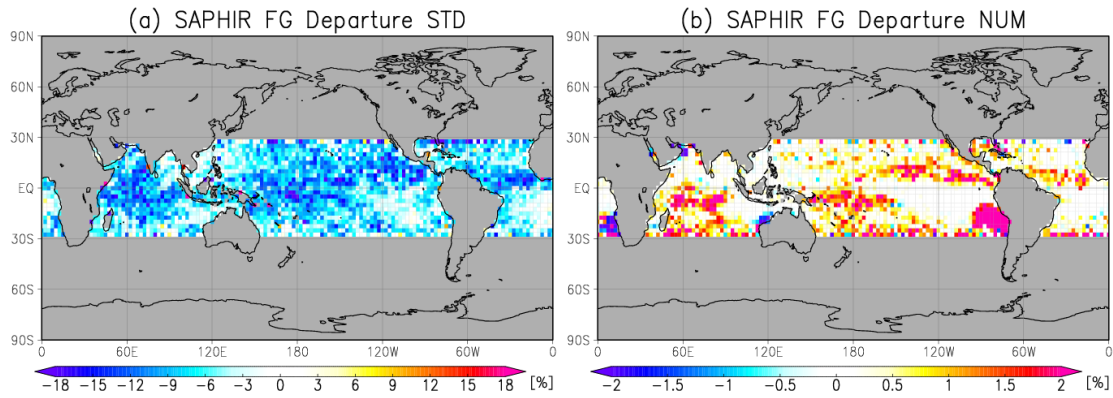 (a) SAPHIR FG Departure STD
90N
60N
30N
EQ
30S
60S
90S
0 60E 120E 180 120W 60W 0
−18 −15 −12 −9 −6 −3 0 3 6 9 12 15 18 [%]
(b) SAPHIR FG Departure NUM
90N
60N
30N
EQ
30S
60S
90S
0 60E 120E 180 120W 60W 0
−2 −1.5 −1 −0.5 0 0.5 1 1.5 2 [%]